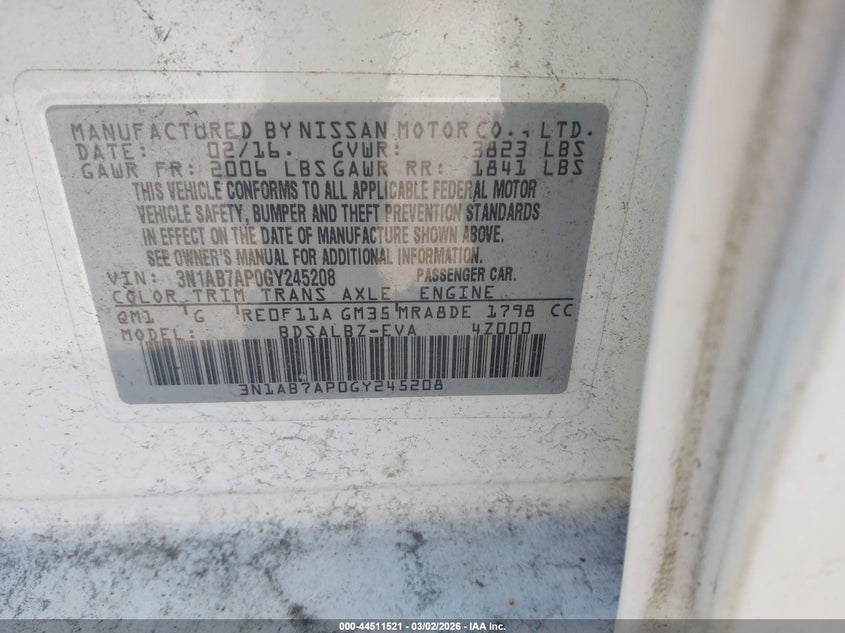 MANUFACTURED BY NISSAN MOTOR CO., LTD.
DATE: 02/16. GVWR: 3823 LBS
GAWR FR: 2006 LBS GAWR RR: 1841 LBS
THIS VEHICLE CONFORMS TO ALL APPLICABLE FEDERAL MOTOR
VEHICLE SAFETY, BUMPER AND THEFT PREVENTION STANDARDS
IN EFFECT ON THE DATE OF MANUFACTURE SHOWN ABOVE.
SEE OWNER'S MANUAL FOR ADDITIONAL INFORMATION.
VIN: 3N1AB7AP0GY245208 PASSENGER CAR.
COLOR TRIM TRANS AXLE ENGINE
QM1 G RE0F11A GM35 MRA8DE 1798 CC
MODEL: BDSALBZ-EVA 4Z000
3N1AB7AP0GY245208
000-44511521 - 03/02/2026 - IAA Inc.